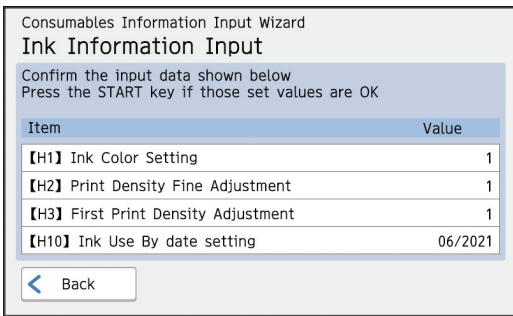 Consumables Information Input Wizard
Ink Information Input
Confirm the input data shown below
Press the START key if those set values are OK
Item Value
【H1】 Ink Color Setting 1
【H2】 Print Density Fine Adjustment 1
【H3】 First Print Density Adjustment 1
【H10】 Ink Use By date setting 06/2021
Back